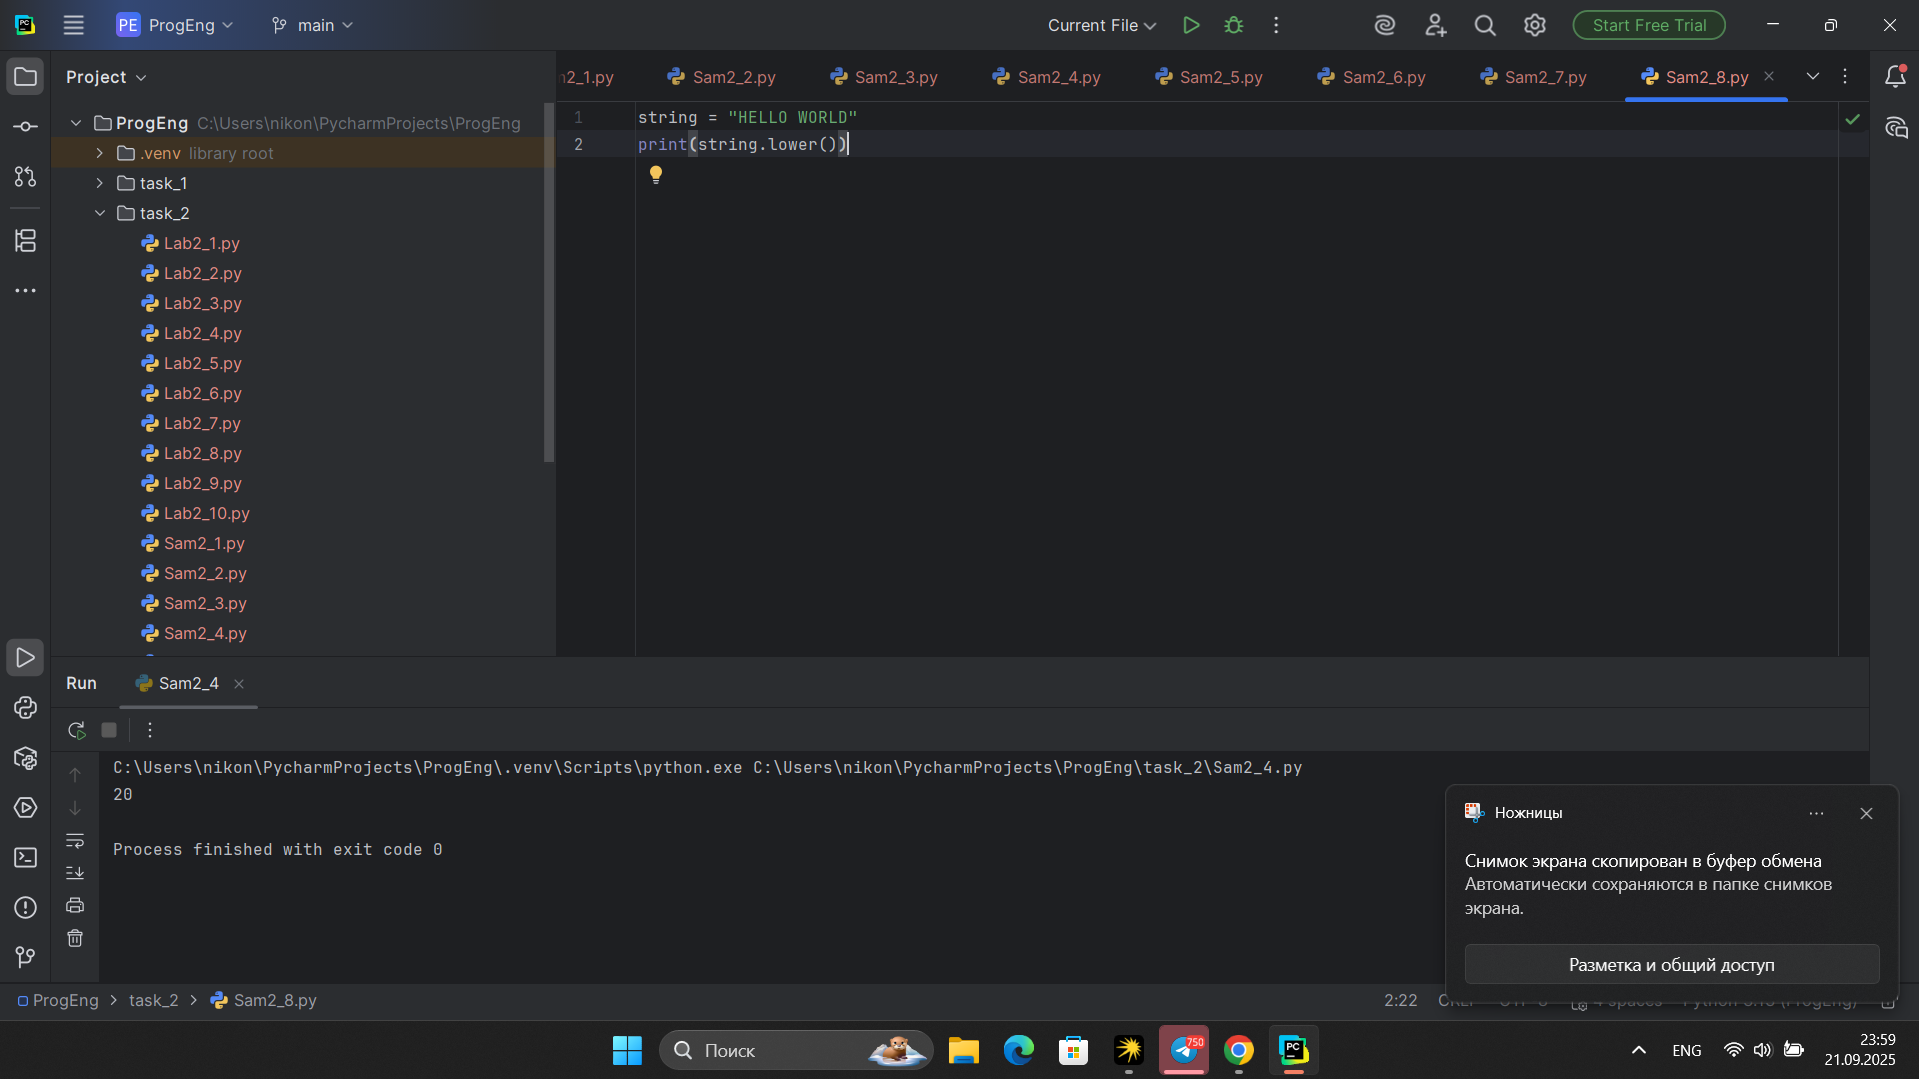 PE ProgEng
main
Current File
Start Free Trial
Project
Sam2_2.py
Sam2_3.py
Sam2_4.py
Sam2_5.py
Sam2_6.py
Sam2_7.py
Sam2_8.py
ProgEng C:\Users\nikon\PycharmProjects\ProgEng
.venv library root
task_1
task_2
Lab2_1.py
Lab2_2.py
Lab2_3.py
Lab2_4.py
Lab2_5.py
Lab2_6.py
Lab2_7.py
Lab2_8.py
Lab2_9.py
Lab2_10.py
Sam2_1.py
Sam2_2.py
Sam2_3.py
Sam2_4.py
1 string = "HELLO WORLD"
2 print(string.lower())
Run
Sam2_4
C:\Users\nikon\PycharmProjects\ProgEng\.venv\Scripts\python.exe C:\Users\nikon\PycharmProjects\ProgEng\task_2\Sam2_4.py
20
Process finished with exit code 0
Ножницы
Снимок экрана скопирован в буфер обмена
Автоматически сохраняются в папке снимков
экрана.
Разметка и общий доступ
ProgEng > task_2 > Sam2_8.py
2:22
Поиск
750
PC
ENG
23:59
21.09.2025